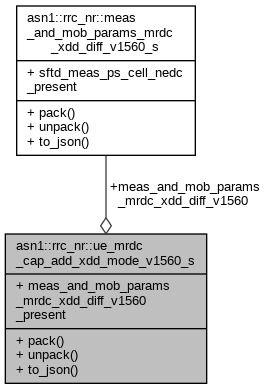 asn1::rrc_nr::meas
_and_mob_params_mrdc
_xdd_diff_v1560_s
+ sftd_meas_ps_cell_nedc
_present
+ pack()
+ unpack()
+ to_json()
+meas_and_mob_params
_mrdc_xdd_diff_v1560
asn1::rrc_nr::ue_mrdc
_cap_add_xdd_mode_v1560_s
+ meas_and_mob_params
_mrdc_xdd_diff_v1560
_present
+ pack()
+ unpack()
+ to_json()